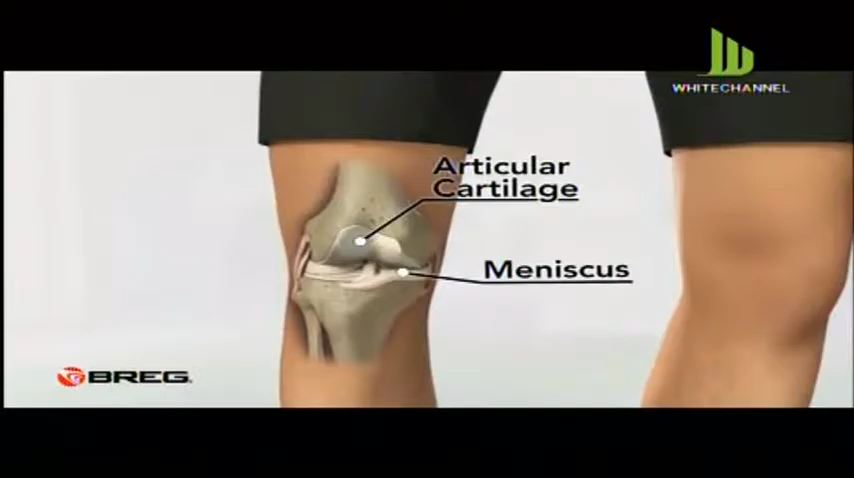 WHITECHANNEL
Articular
Cartilage
Meniscus
BREG